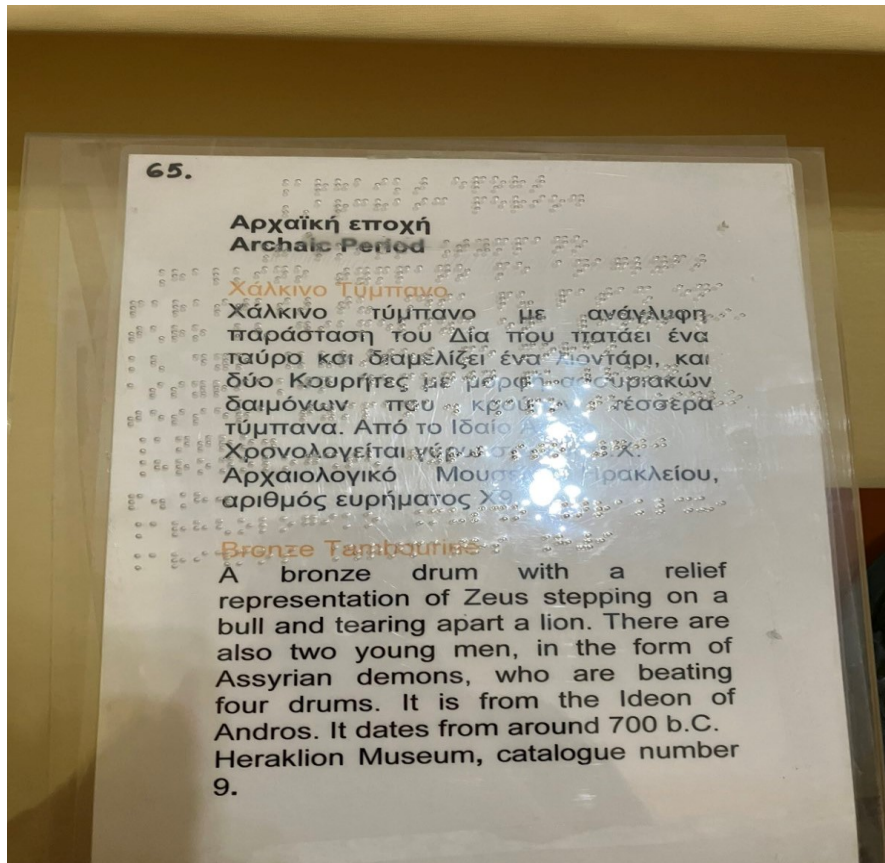 65.
Αρχαϊκή εποχή
Archaic Period
Χάλκινο Τύμπανο
Χάλκινο τύμπανο με ανάγλυφη
παράσταση του Δία που πατάει ένα
ταύρο και διαμελίζει ένα λιοντάρι, και
δύο Κουρήτες με μορφή ασσυριακών
δαιμόνων που τέσσερα
τύμπανα. Από το Ιδαίο
Χρονολογείται γύρω
Αρχαιολογικό Ηρακλείου,
αριθμός ευρήματος
Bronze Tambourine
A bronze drum with a relief
representation of Zeus stepping on a
bull and tearing apart a lion. There are
also two young men, in the form of
Assyrian demons, who are beating
four drums. It is from the Ideon of
Andros. It dates from around 700 b.C.
Heraklion Museum, catalogue number
9.